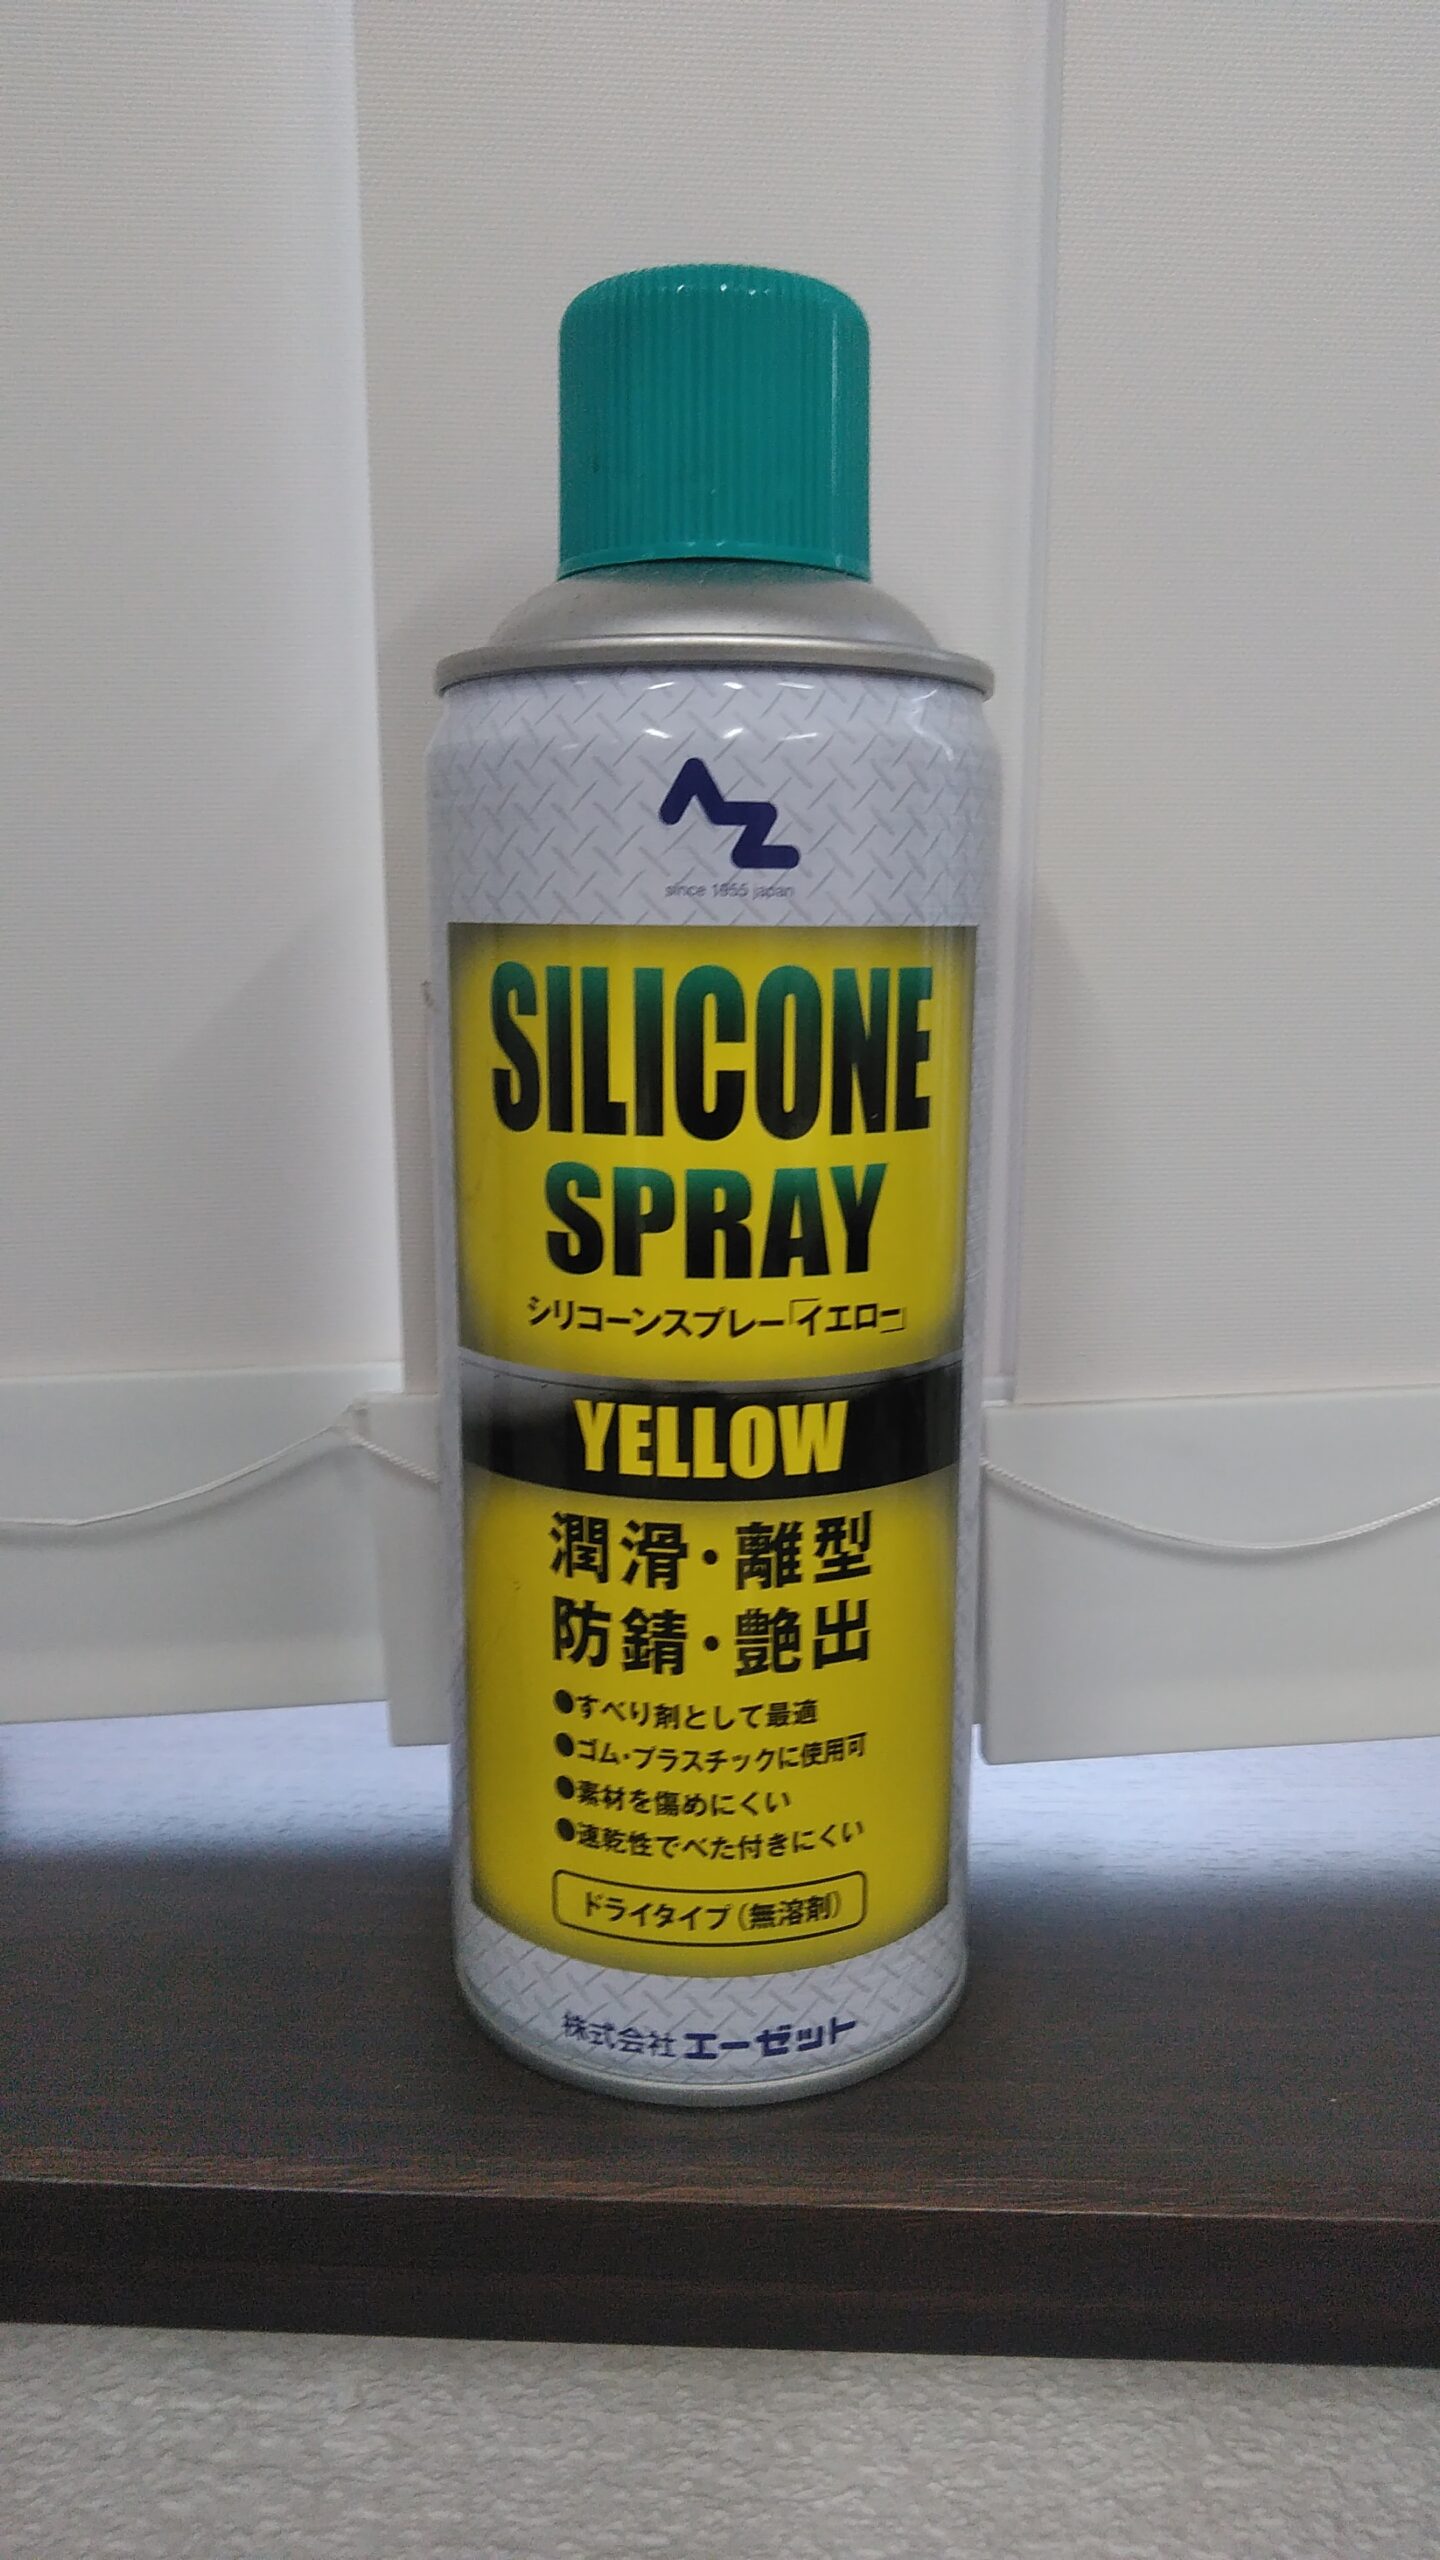 AZ
since 1855 japan
SILICONE
SPRAY
シリコーンスプレー「イエロー」
YELLOW
潤滑・離型
防錆・艶出
●すべり剤として最適
●ゴム・プラスチックに使用可
●素材を傷めにくい
●速乾性でべた付きにくい
ドライタイプ（無溶剤）
株式会社エーゼット